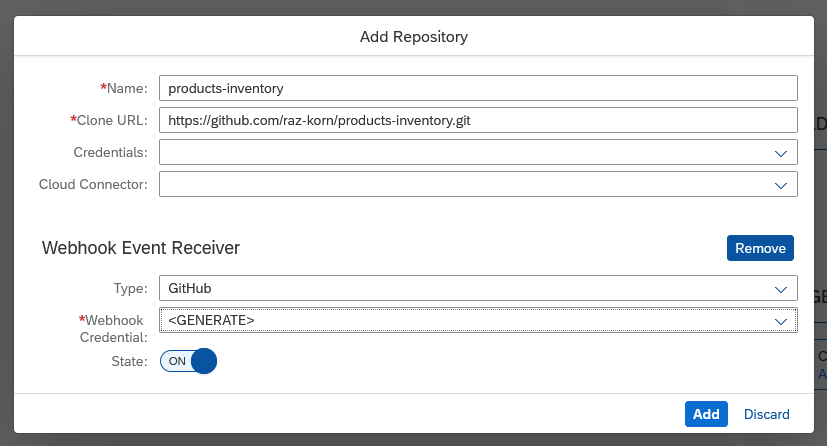 Add Repository
*Name: products-inventory
*Clone URL: https://github.com/raz-korn/products-inventory.git
Credentials:
Cloud Connector:
Webhook Event Receiver Remove
Type: GitHub
*Webhook Credential: <GENERATE>
State: ON
Add Discard